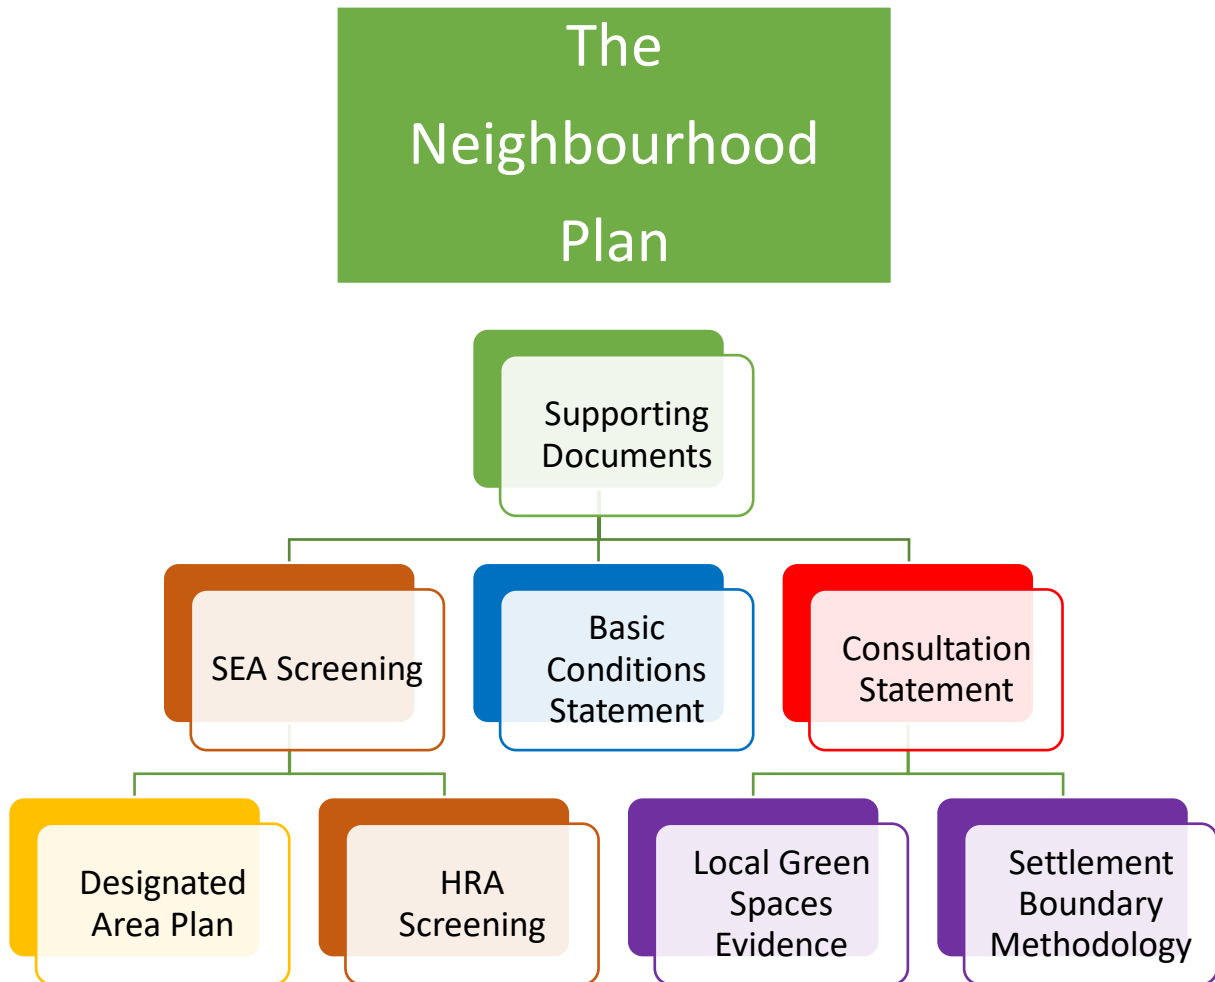 The
Neighbourhood
Plan
Supporting
Documents
SEA Screening
Basic
Conditions
Statement
Consultation
Statement
Designated
Area Plan
HRA
Screening
Local Green
Spaces
Evidence
Settlement
Boundary
Methodology